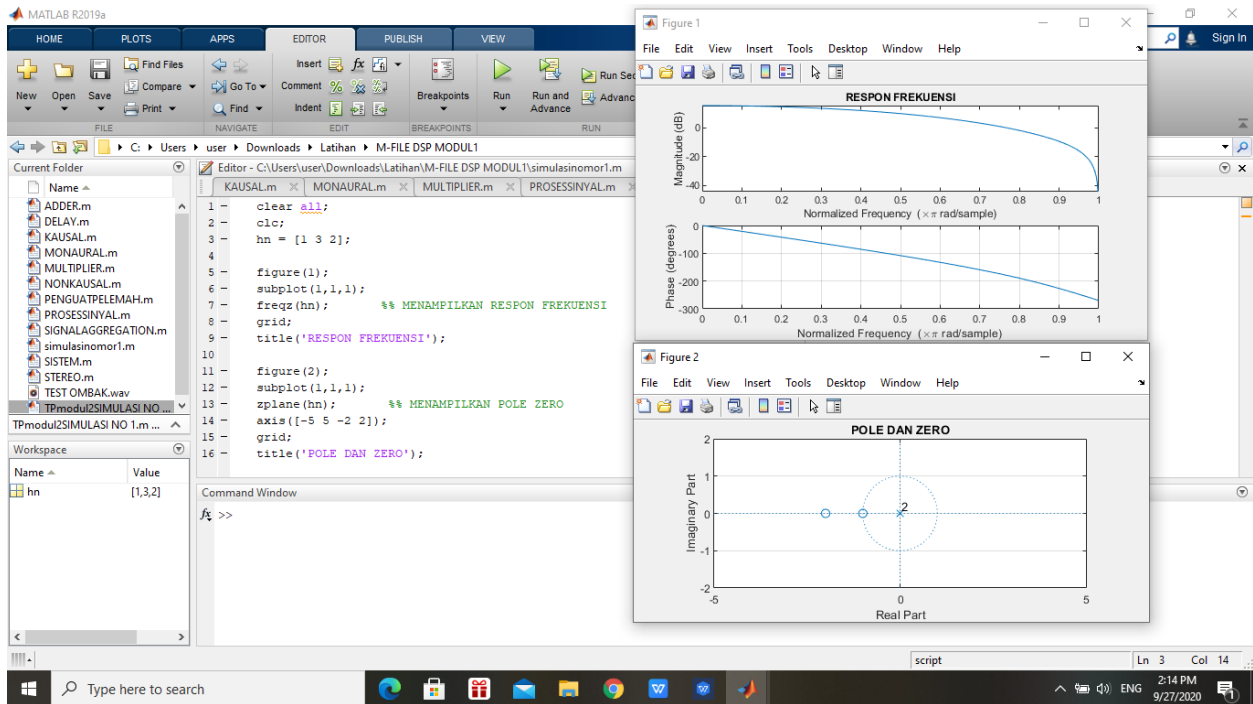 MATLAB R2019a
HOME PLOTS APPS EDITOR PUBLISH VIEW
Sign In
New Open Save
Find Files
Compare
Print
Go To
Find
Insert
Comment
Indent
fx
Breakpoints
Run
Run and Advance
Run Sec
Advanc
FILE NAVIGATE EDIT BREAKPOINTS RUN
C: Users user Downloads Latihan M-FILE DSP MODUL1
Current Folder
Name
ADDER.m
DELAY.m
KAUSAL.m
MONAURAL.m
MULTIPLIER.m
NONKAUSAL.m
PENGUATPELEMAH.m
PROSESSINYAL.m
SIGNALAGGREGATION.m
simulasinomor1.m
SISTEM.m
STEREO.m
TEST OMBAK.wav
TPmodul2SIMULASI NO ...
TPmodul2SIMULASI NO 1.m ...
Workspace
Name Value
hn [1,3,2]
Editor - C:\Users\user\Downloads\Latihan\M-FILE DSP MODUL1\simulasinomor1.m
KAUSAL.m MONAURAL.m MULTIPLIER.m PROSESSINYAL.m
1 – clear all;
2 – clc;
3 – hn = [1 3 2];
4
5 – figure(1);
6 – subplot(1,1,1);
7 – freqz(hn); %% MENAMPILKAN RESPON FREKUENSI
8 – grid;
9 – title('RESPON FREKUENSI');
10
11 – figure(2);
12 – subplot(1,1,1);
13 – zplane(hn); %% MENAMPILKAN POLE ZERO
14 – axis([-5 5 -2 2]);
15 – grid;
16 – title('POLE DAN ZERO');
Command Window
fx >>
Figure 1
File Edit View Insert Tools Desktop Window Help
RESPON FREKUENSI
Magnitude (dB)
0
-20
-40
0 0.1 0.2 0.3 0.4 0.5 0.6 0.7 0.8 0.9 1
Normalized Frequency (×π rad/sample)
Phase (degrees)
0
-100
-200
-300
0 0.1 0.2 0.3 0.4 0.5 0.6 0.7 0.8 0.9 1
Normalized Frequency (×π rad/sample)
Figure 2
File Edit View Insert Tools Desktop Window Help
POLE DAN ZERO
Imaginary Part
2
1
0
-1
-2
2
-5 0 5
Real Part
script
Ln 3 Col 14
Type here to search
ENG
2:14 PM
9/27/2020
1